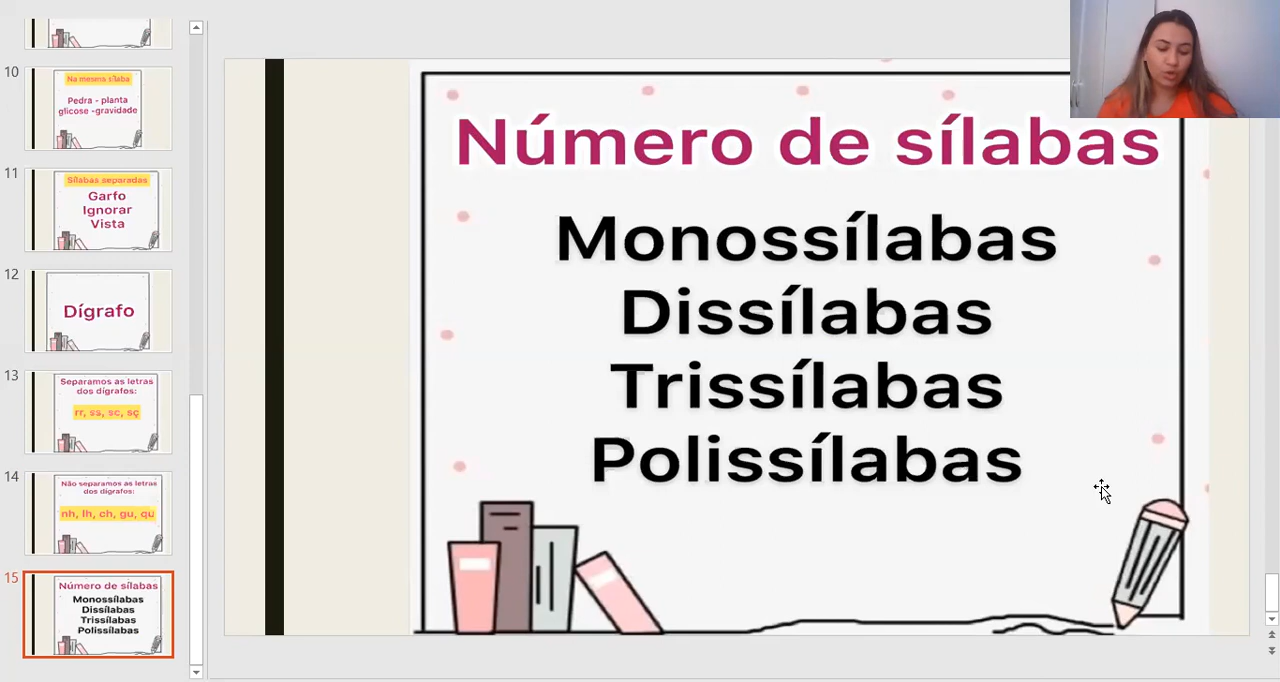 10
Na mesma sílaba
Pedra - planta
glicose -gravidade
11
Sílabas separadas
Garfo
Ignorar
Vista
12
Dígrafo
13
Separamos as letras
dos dígrafos:
rr, ss, sc, sç
14
Não separamos as letras
dos dígrafos:
nh, lh, ch, gu, qu
15
Número de sílabas
Monossílabas
Dissílabas
Trissílabas
Polissílabas
Número de sílabas
Monossílabas
Dissílabas
Trissílabas
Polissílabas